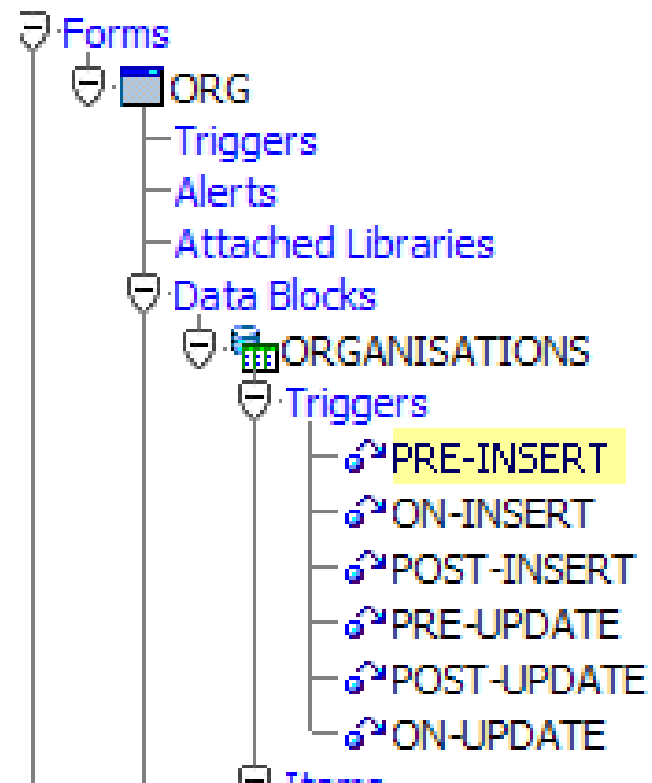 Forms
ORG
Triggers
Alerts
Attached Libraries
Data Blocks
ORGANISATIONS
Triggers
PRE-INSERT
ON-INSERT
POST-INSERT
PRE-UPDATE
POST-UPDATE
ON-UPDATE
Items